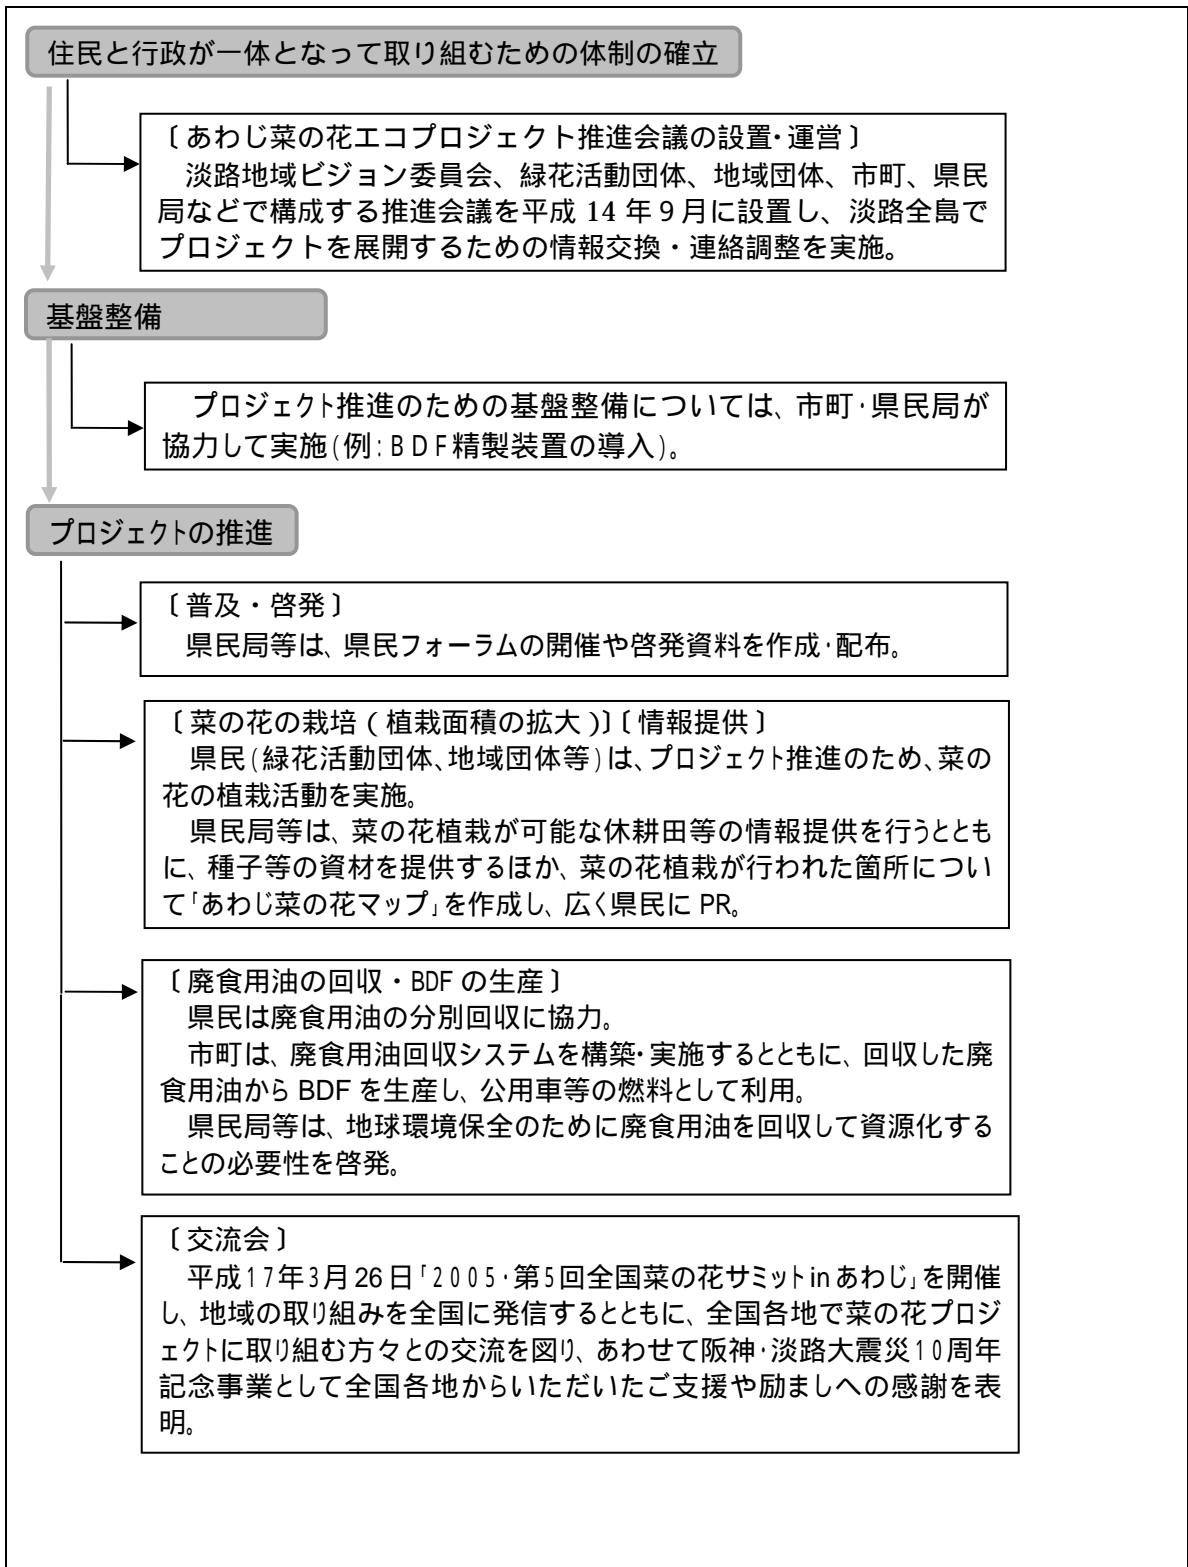 住民と行政が一体となって取り組むための体制の確立
〔あわじ菜の花エコプロジェクト推進会議の設置・運営〕
淡路地域ビジョン委員会、緑花活動団体、地域団体、市町、県民
局などで構成する推進会議を平成 14 年９月に設置し、淡路全島で
プロジェクトを展開するための情報交換・連絡調整を実施。
基盤整備
プロジェクト推進のための基盤整備については、市町・県民局が
協力して実施(例:ＢＤＦ精製装置の導入)。
プロジェクトの推進
〔普及・啓発〕
県民局等は、県民フォーラムの開催や啓発資料を作成・配布。
〔菜の花の栽培（植栽面積の拡大）〕〔情報提供〕
県民(緑花活動団体、地域団体等)は、プロジェクト推進のため、菜の
花の植栽活動を実施。
県民局等は、菜の花植栽が可能な休耕田等の情報提供を行うととも
に、種子等の資材を提供するほか、菜の花植栽が行われた箇所につい
て「あわじ菜の花マップ」を作成し、広く県民に PR。
〔廃食用油の回収・BDF の生産〕
県民は廃食用油の分別回収に協力。
市町は、廃食用油回収システムを構築・実施するとともに、回収した廃
食用油から BDF を生産し、公用車等の燃料として利用。
県民局等は、地球環境保全のために廃食用油を回収して資源化する
ことの必要性を啓発。
〔交流会〕
平成17年3月26日「2005・第5回全国菜の花サミットinあわじ」を開催
し、地域の取り組みを全国に発信するとともに、全国各地で菜の花プロジ
ェクトに取り組む方々との交流を図り、あわせて阪神・淡路大震災10周年
記念事業として全国各地からいただいたご支援や励ましへの感謝を表
明。